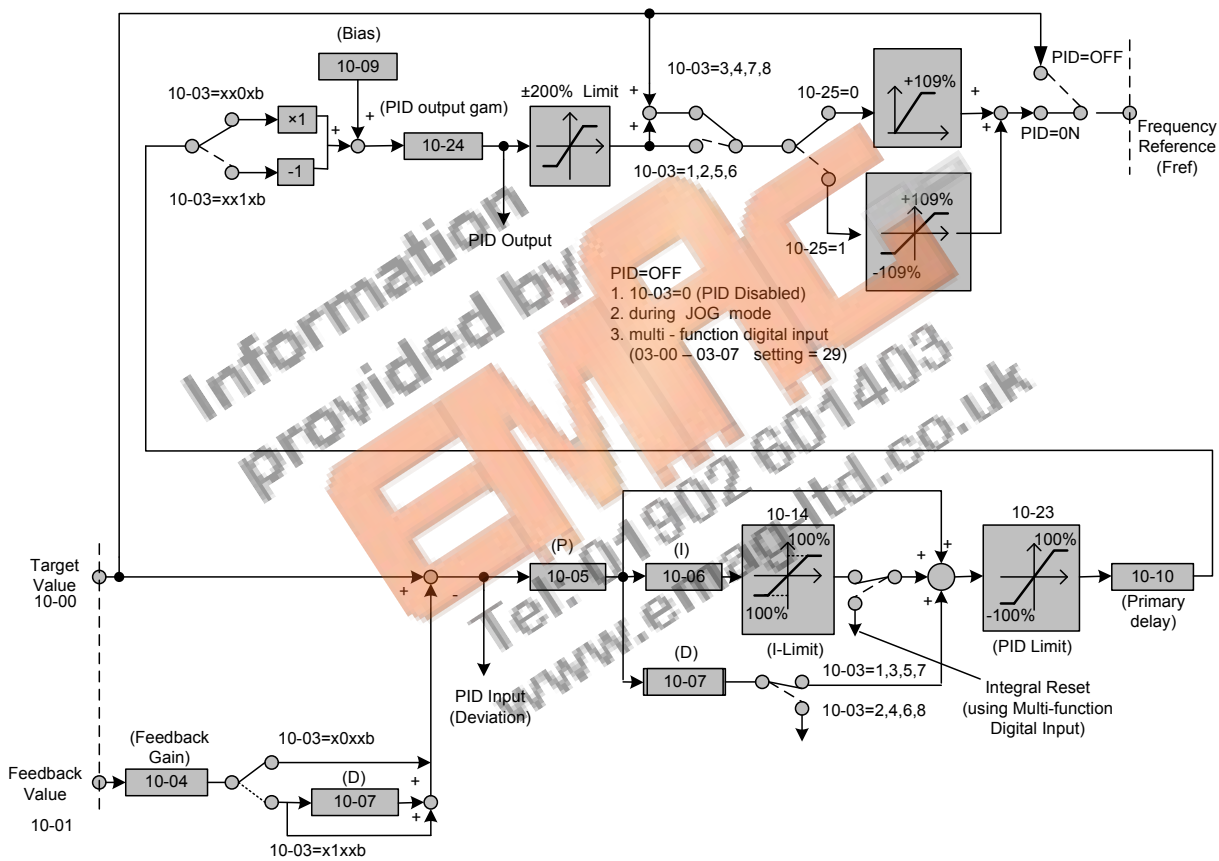 (Bias)
10-09
PID=OFF
10-03=3,4,7,8
10-03=xx0xb
(PID output gam)
±200% Limit
10-25=0
+109%
+
×1
+
+
+
+
+
+
10-24
-1
PID=0N
10-03=1,2,5,6
10-03=xx1xb
Frequency
Reference
(Fref)
+109%
-109%
10-25=1
PID Output
PID=OFF
1. 10-03=0 (PID Disabled)
2. during JOG mode
3. multi - function digital input
(03-00 – 03-07 setting = 29)
Information
provided by
EMAG
Tel: 01902 601403
www.emag-ltd.co.uk
Target
Value
10-00
+
-
(P)
10-05
(I)
10-06
10-14
100%
100%
(I-Limit)
+
+
+
10-23
100%
-100%
(PID Limit)
10-10
(Primary
delay)
(D)
10-07
10-03=1,3,5,7
10-03=2,4,6,8
PID Input
(Deviation)
Integral Reset
(using Multi-function
Digital Input)
Feedback
Value
10-01
(Feedback
Gain)
10-04
10-03=x0xxb
(D)
10-07
+
+
10-03=x1xxb